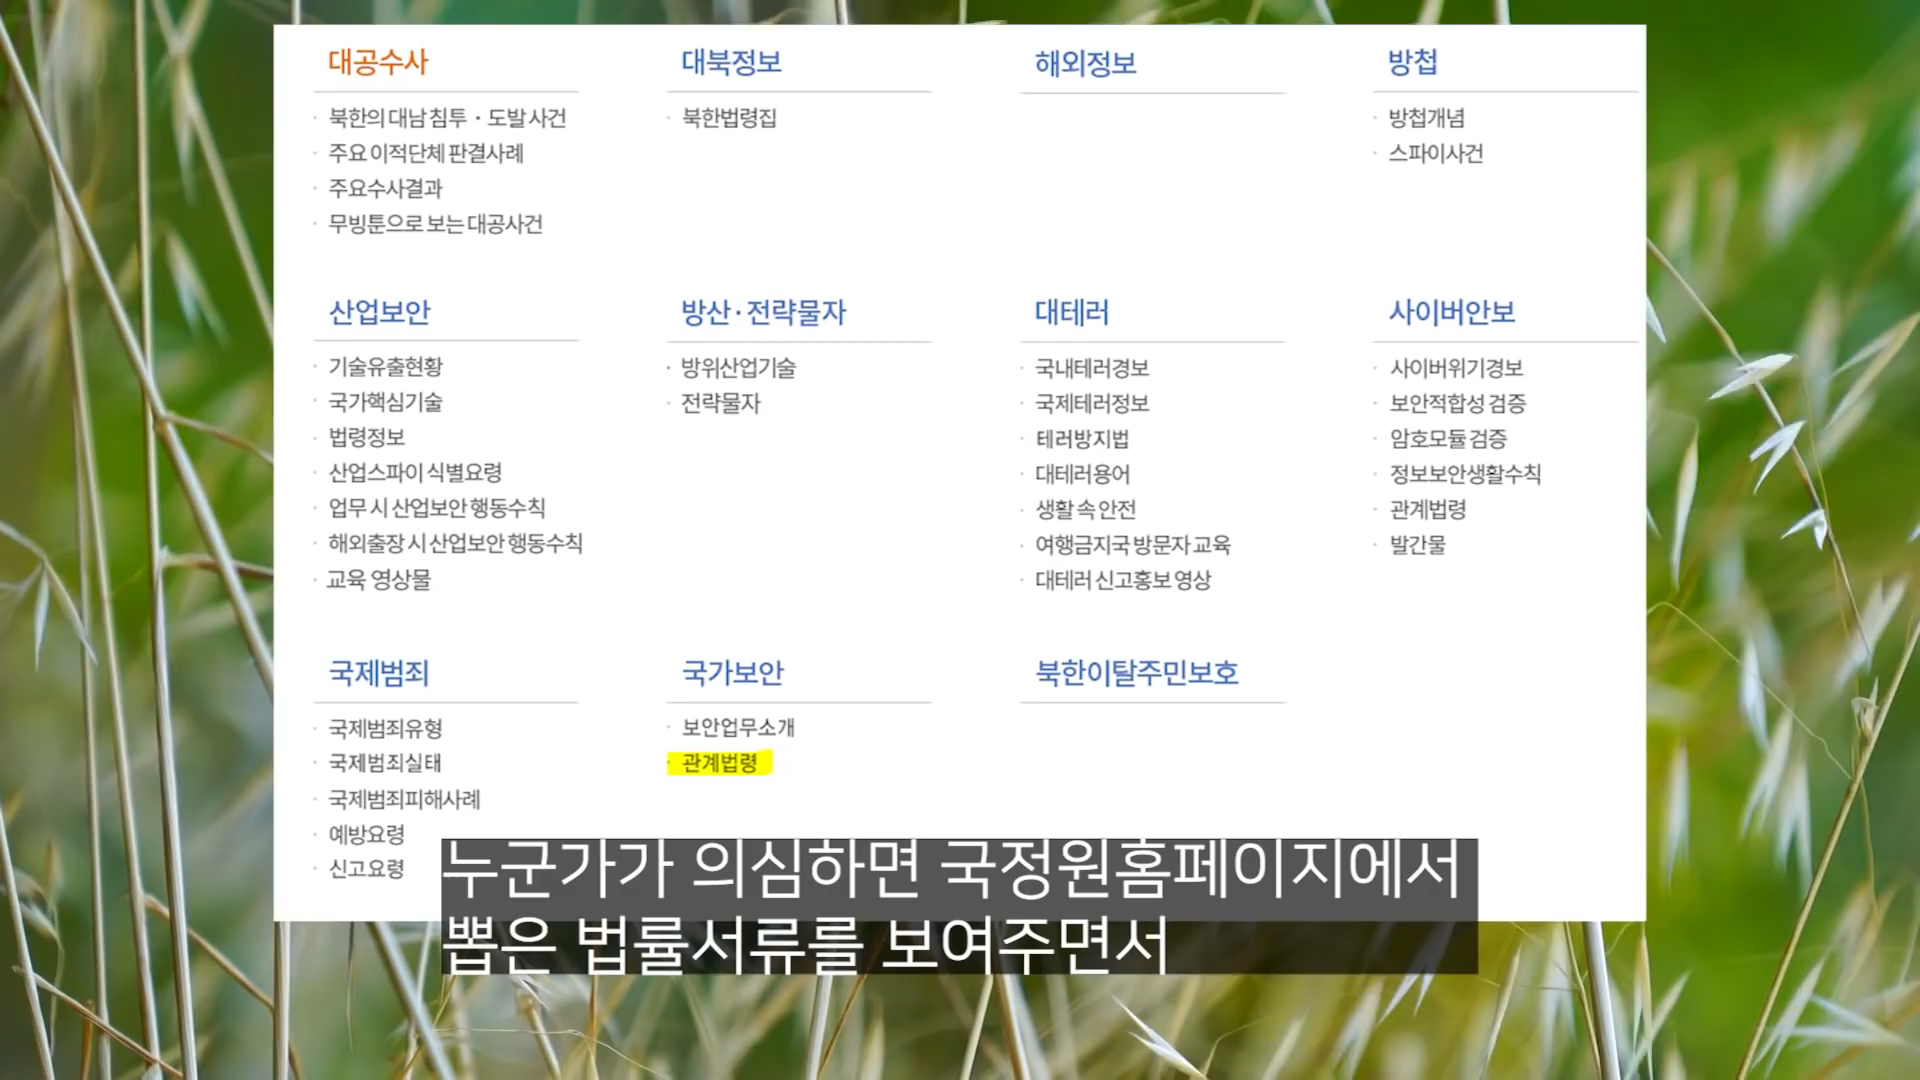 대공수사
· 북한의 대남 침투 · 도발 사건
· 주요 이적단체 판결사례
· 주요수사결과
· 무빙툰으로 보는 대공사건
대북정보
· 북한법령집
해외정보
방첩
· 방첩개념
· 스파이사건
산업보안
· 기술유출현황
· 국가핵심기술
· 법령정보
· 산업스파이 식별요령
· 업무 시 산업보안 행동수칙
· 해외출장 시 산업보안 행동수칙
· 교육 영상물
방산·전략물자
· 방위산업기술
· 전략물자
대테러
· 국내테러경보
· 국제테러정보
· 테러방지법
· 대테러용어
· 생활 속 안전
· 여행금지국 방문자 교육
· 대테러 신고홍보 영상
사이버안보
· 사이버위기경보
· 보안적합성 검증
· 암호모듈 검증
· 정보보안생활수칙
· 관계법령
· 발간물
국제범죄
· 국제범죄유형
· 국제범죄실태
· 국제범죄피해사례
· 예방요령
· 신고요령
국가보안
· 보안업무소개
· 관계법령
북한이탈주민보호
누군가가 의심하면 국정원홈페이지에서
뽑은 법률서류를 보여주면서